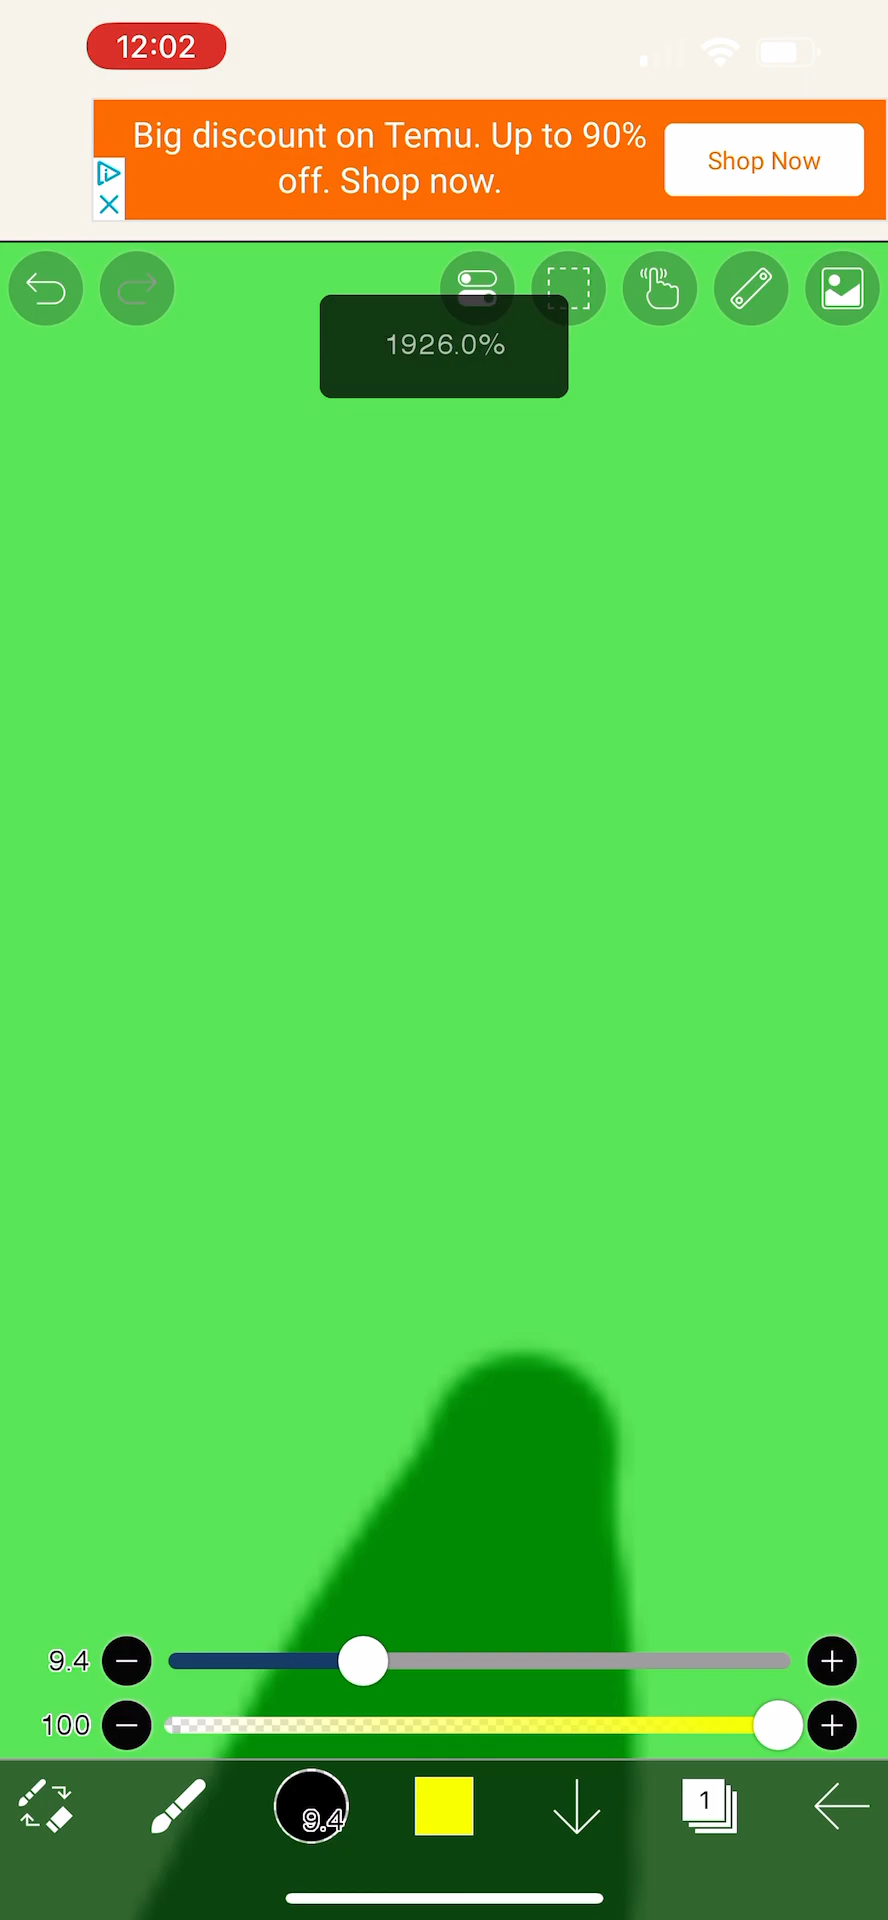 12:02
Big discount on Temu. Up to 90%
off. Shop now.
Shop Now
1926.0%
9.4
100
9.4
1